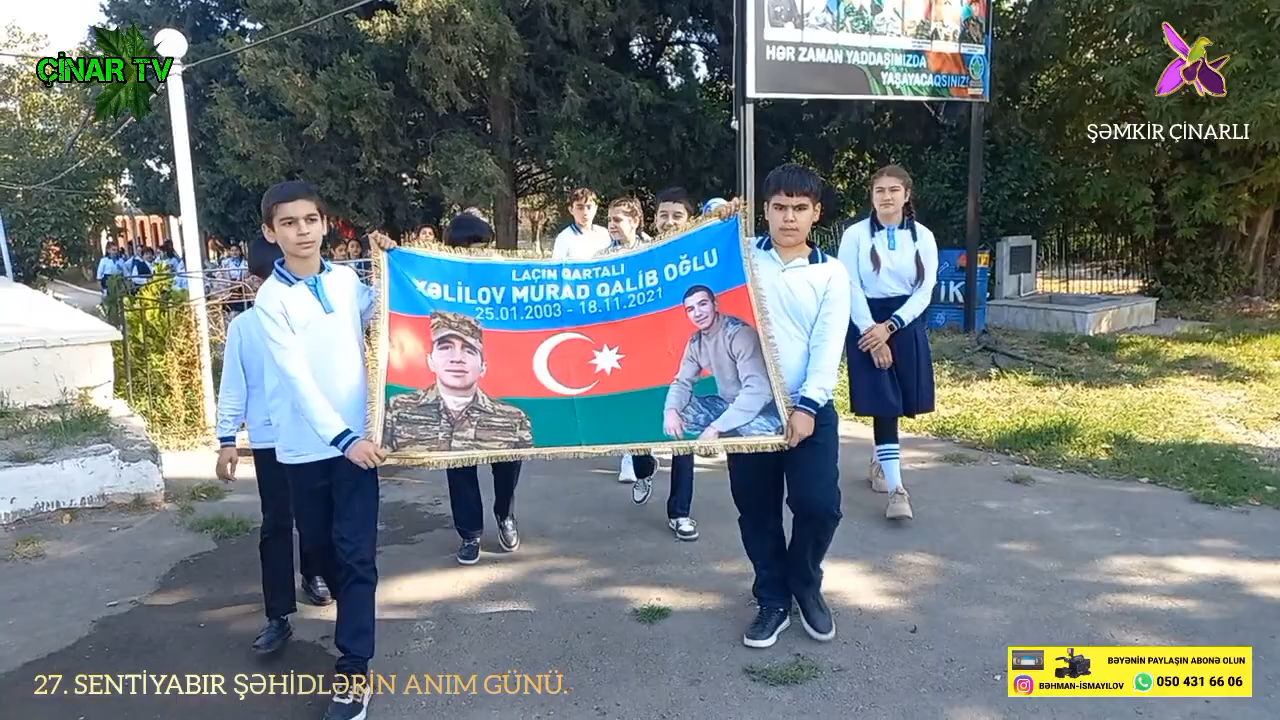 ÇİNAR TV
HƏR ZAMAN YADDAŞIMIZDA
YAŞAYACAQSINIZ!
ŞƏMKİR ÇİNARLI
LAÇIN QARTALI
XƏLİLOV MURAD QALİB OĞLU
25.01.2003 - 18.11.2021
27. SENTİYABIR ŞƏHİDLƏRİN ANIM GÜNÜ.
BƏYƏNİN PAYLAŞIN ABONƏ OLUN
BƏHMAN-İSMAYILOV
050 431 66 06